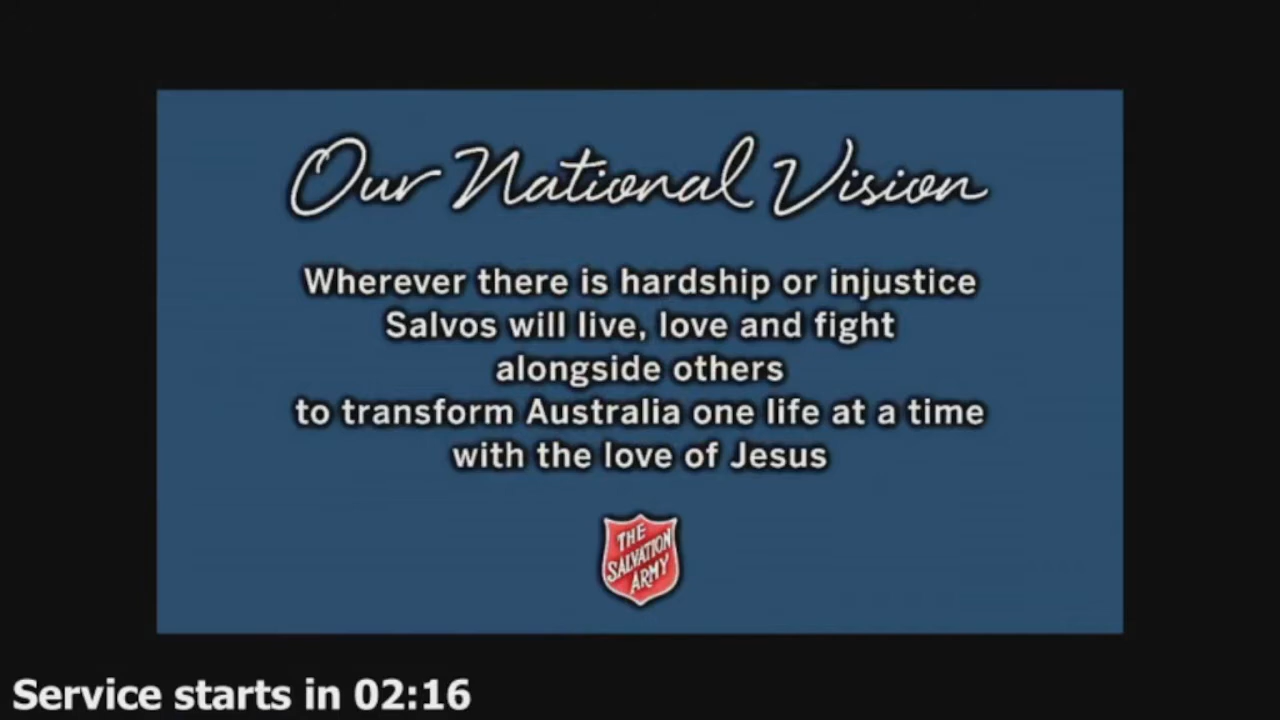 Our National Vision
Wherever there is hardship or injustice
Salvos will live, love and fight
alongside others
to transform Australia one life at a time
with the love of Jesus
THE
SALVATION
ARMY
Service starts in 02:16